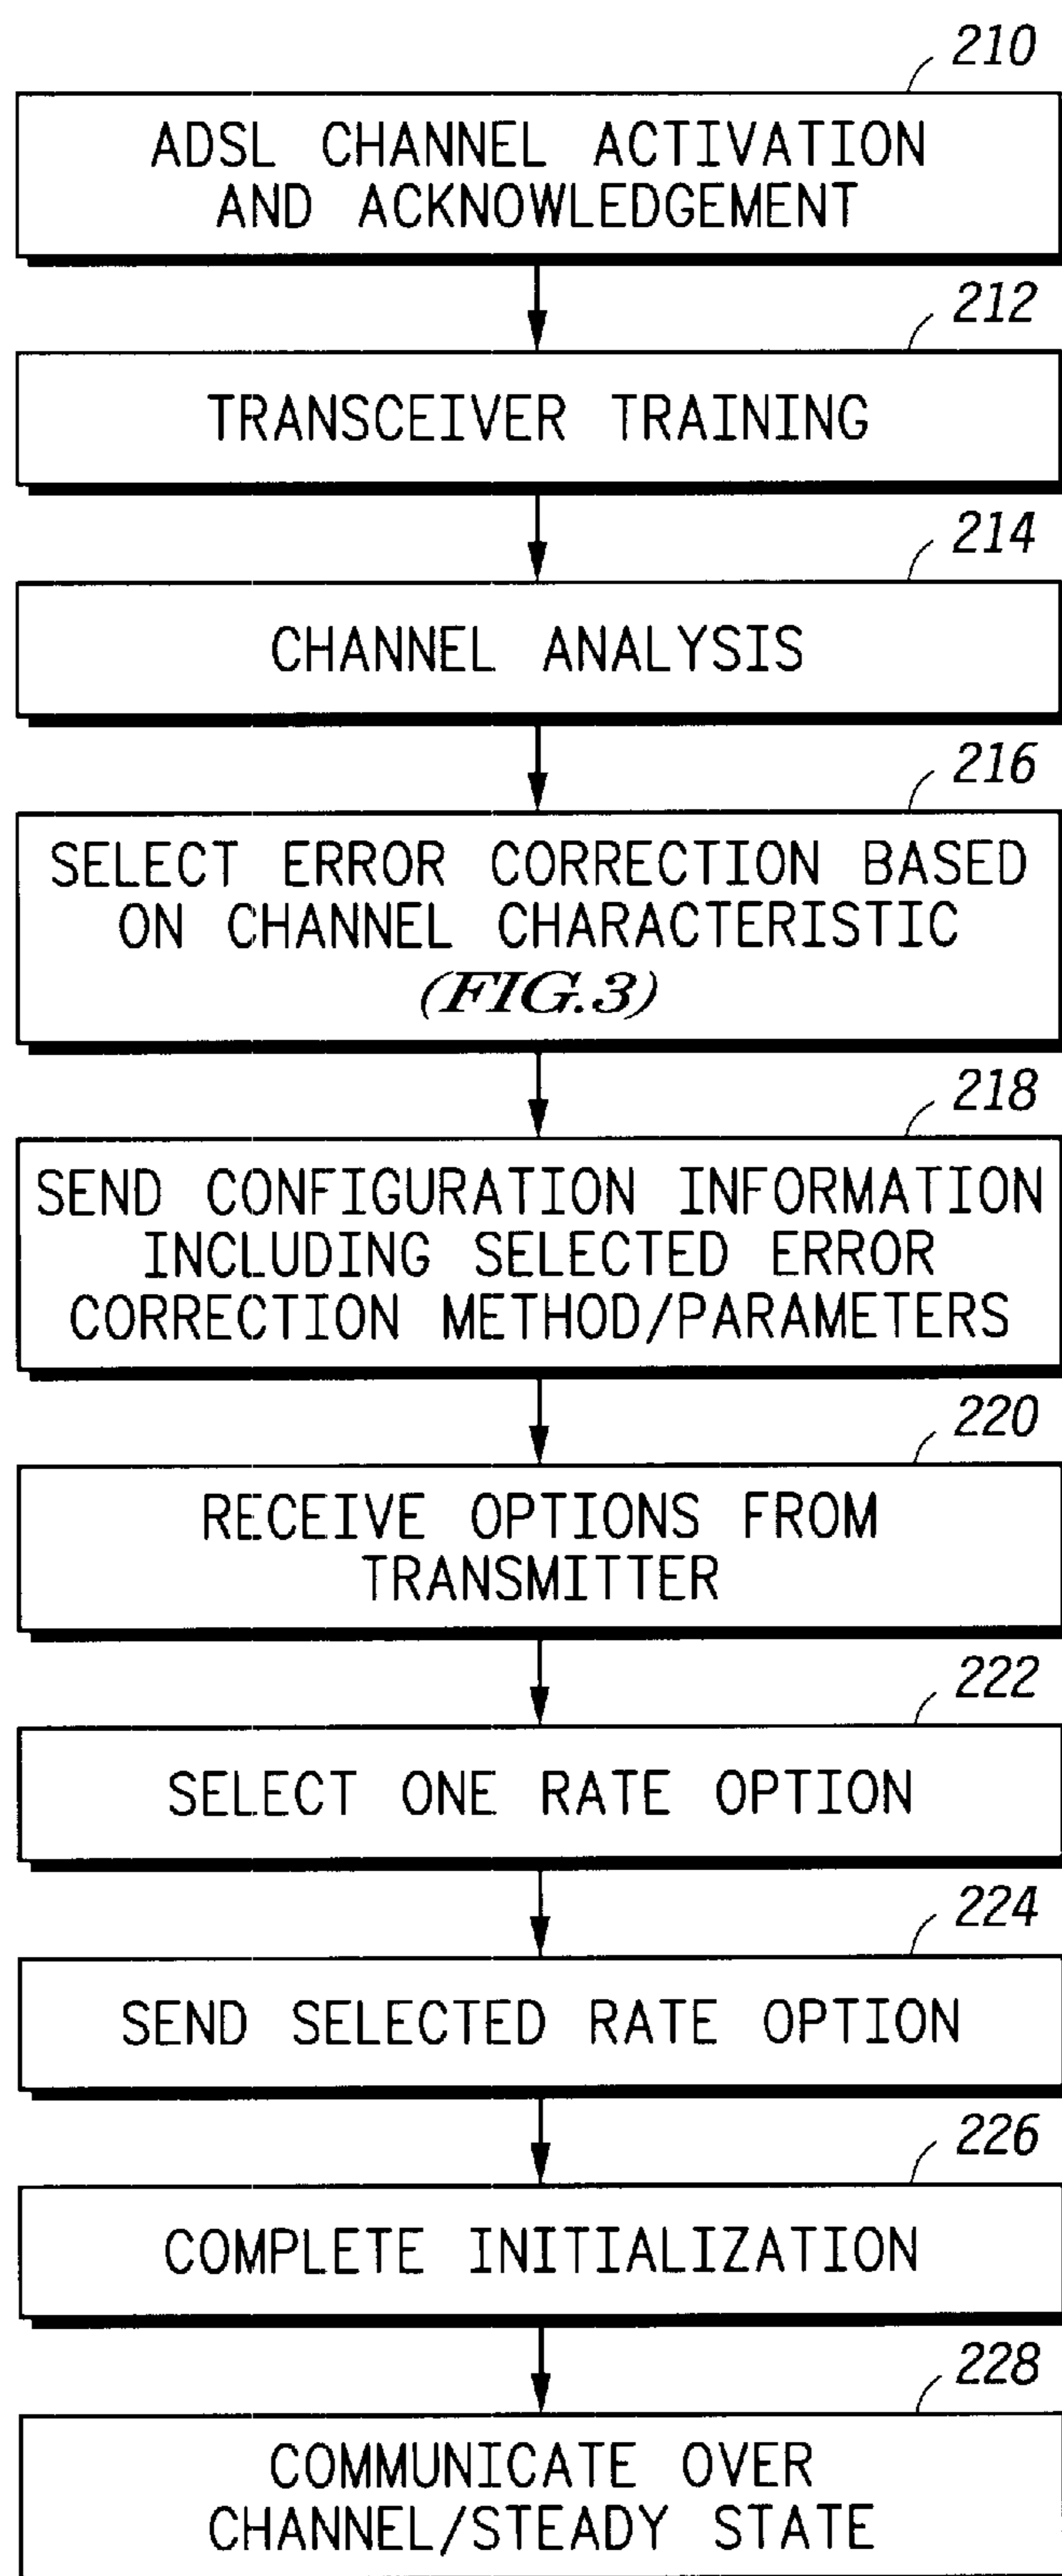 210
ADSL CHANNEL ACTIVATION
AND ACKNOWLEDGEMENT
212
TRANSCEIVER TRAINING
214
CHANNEL ANALYSIS
216
SELECT ERROR CORRECTION BASED
ON CHANNEL CHARACTERISTIC
(FIG.3)
218
SEND CONFIGURATION INFORMATION
INCLUDING SELECTED ERROR
CORRECTION METHOD/PARAMETERS
220
RECEIVE OPTIONS FROM
TRANSMITTER
222
SELECT ONE RATE OPTION
224
SEND SELECTED RATE OPTION
226
COMPLETE INITIALIZATION
228
COMMUNICATE OVER
CHANNEL/STEADY STATE